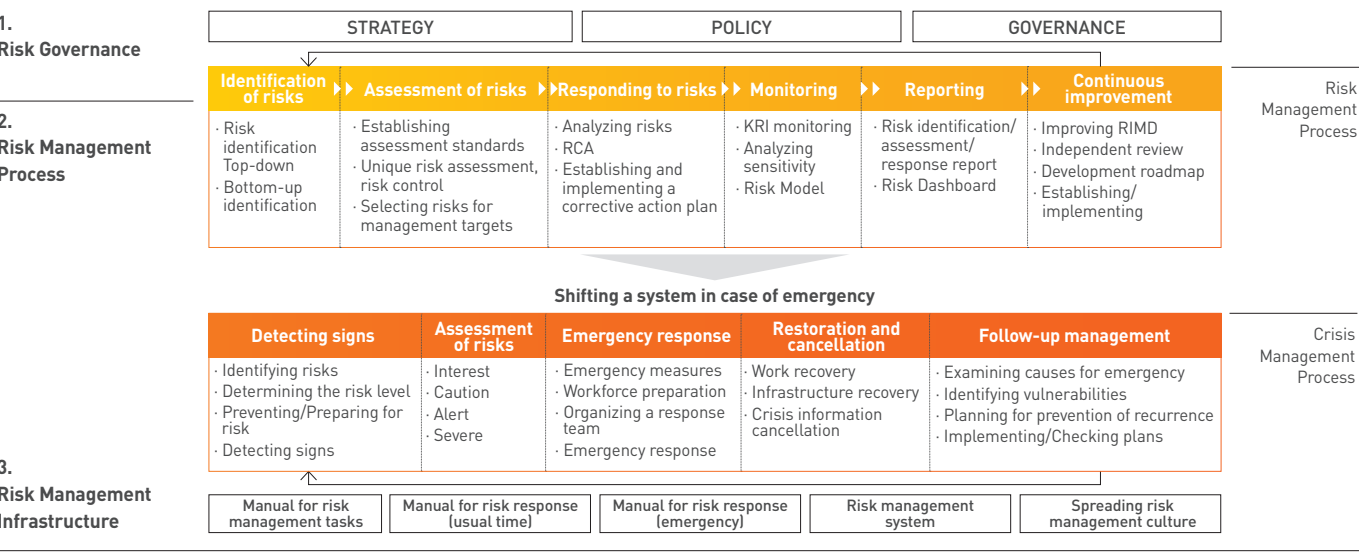 1.
Risk Governance
STRATEGY
POLICY
GOVERNANCE
2.
Risk Management
Process
Identification
of risks
Assessment of risks
Responding to risks
Monitoring
Reporting
Continuous
improvement
· Risk
identification
Top-down
· Bottom-up
identification
· Establishing
assessment standards
· Unique risk assessment,
risk control
· Selecting risks for
management targets
· Analyzing risks
· RCA
· Establishing and
implementing a
corrective action plan
· KRI monitoring
· Analyzing
sensitivity
· Risk Model
· Risk identification/
assessment/
response report
· Risk Dashboard
· Improving RIMD
· Independent review
· Development roadmap
· Establishing/
implementing
Risk
Management
Process
Shifting a system in case of emergency
Detecting signs
Assessment
of risks
Emergency response
Restoration and
cancellation
Follow-up management
· Identifying risks
· Determining the risk level
· Preventing/Preparing for
risk
· Detecting signs
· Interest
· Caution
· Alert
· Severe
· Emergency measures
· Workforce preparation
· Organizing a response
team
· Emergency response
· Work recovery
· Infrastructure recovery
· Crisis information
cancellation
· Examining causes for emergency
· Identifying vulnerabilities
· Planning for prevention of recurrence
· Implementing/Checking plans
Crisis
Management
Process
3.
Risk Management
Infrastructure
Manual for risk
management tasks
Manual for risk response
(usual time)
Manual for risk response
(emergency)
Risk management
system
Spreading risk
management culture